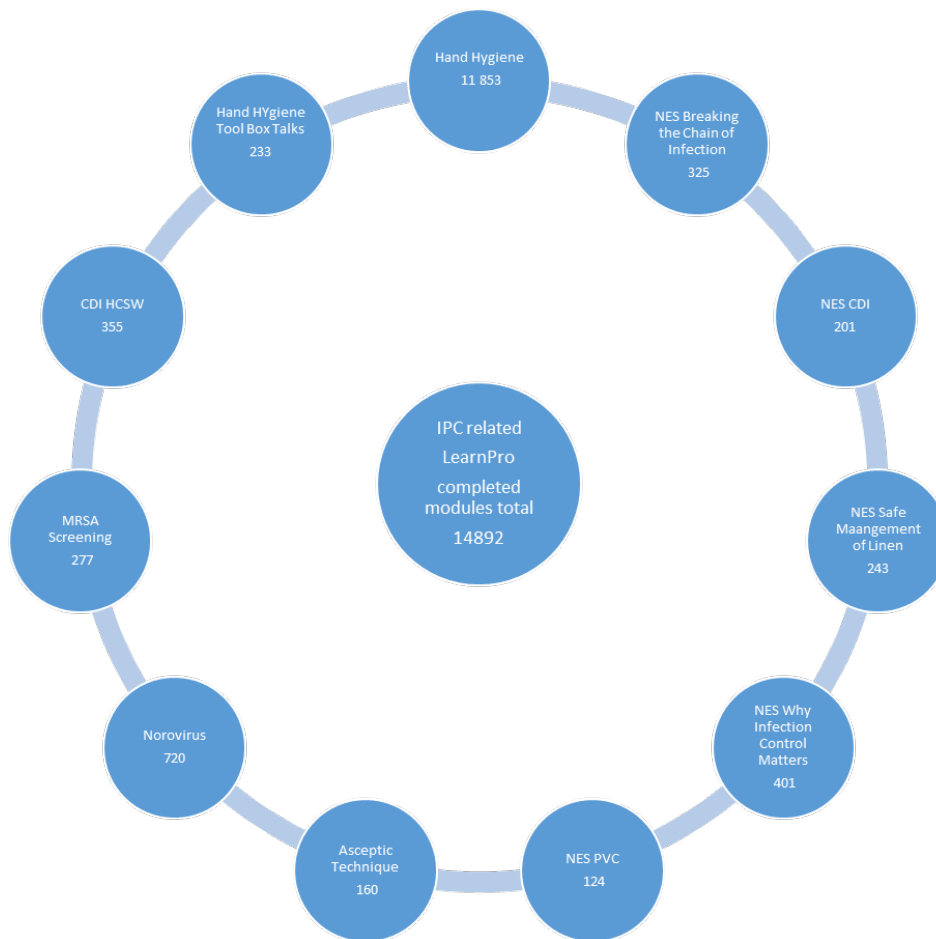 Hand Hygiene
11 853
NES Breaking
the Chain of
Infection
325
NES CDI
201
NES Safe
Maangement
of Linen
243
NES Why
Infection
Control
Matters
401
NES PVC
124
Asceptic
Technique
160
Norovirus
720
MRSA
Screening
277
CDI HCSW
355
Hand HYgiene
Tool Box Talks
233
IPC related
LearnPro
completed
modules total
14892